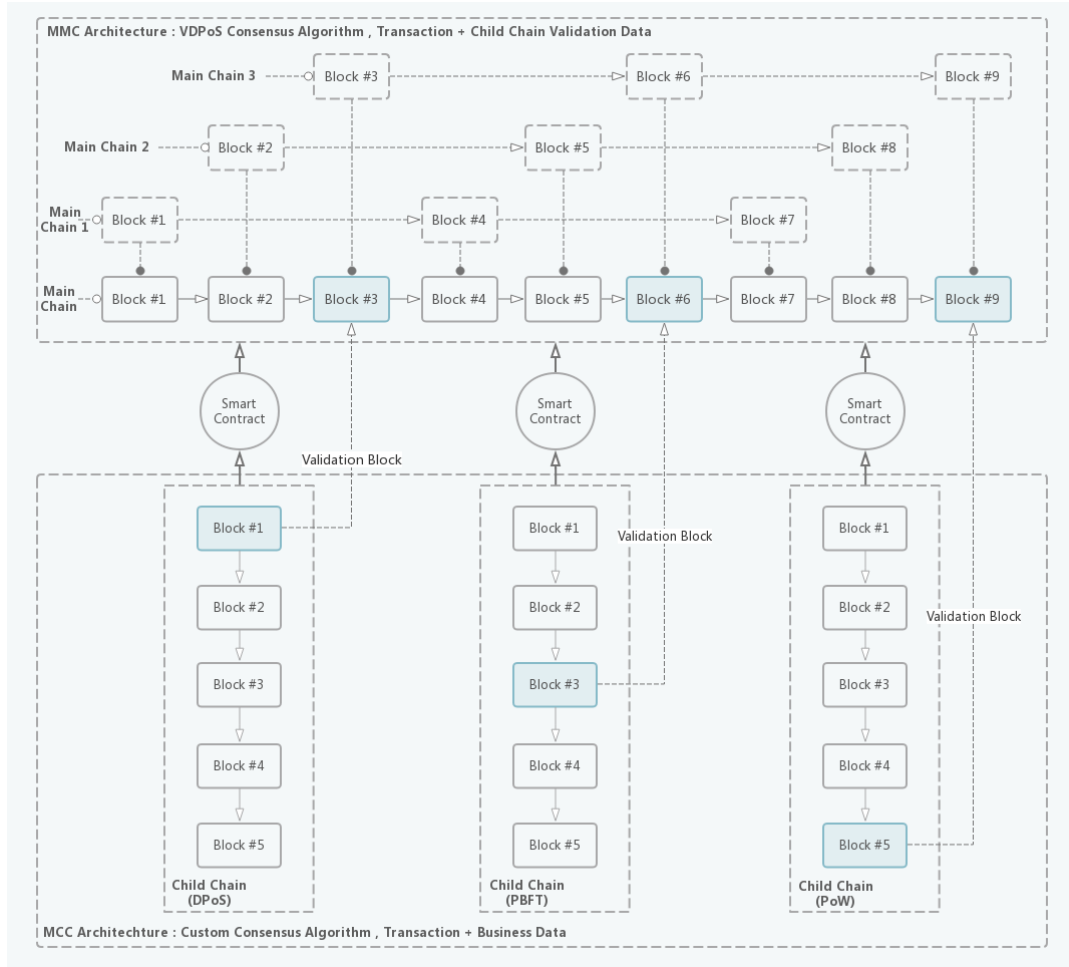 MMC Architecture : VDPoS Consensus Algorithm , Transaction + Child Chain Validation Data
Main Chain 3 Block #3 Block #6 Block #9
Main Chain 2 Block #2 Block #5 Block #8
Main
Chain 1 Block #1 Block #4 Block #7
Main
Chain Block #1 Block #2 Block #3 Block #4 Block #5 Block #6 Block #7 Block #8 Block #9
Smart Smart Smart
Contract Contract Contract
Validation Block
Block #1 Block #1 Validation Block Block #1
Block #2 Block #2 Block #2 Validation Block
Block #3 Block #3 Block #3
Block #4 Block #4 Block #4
Block #5 Block #5 Block #5
Child Chain Child Chain Child Chain
(DPoS) (PBFT) (PoW)
MCC Architechture : Custom Consensus Algorithm , Transaction + Business Data